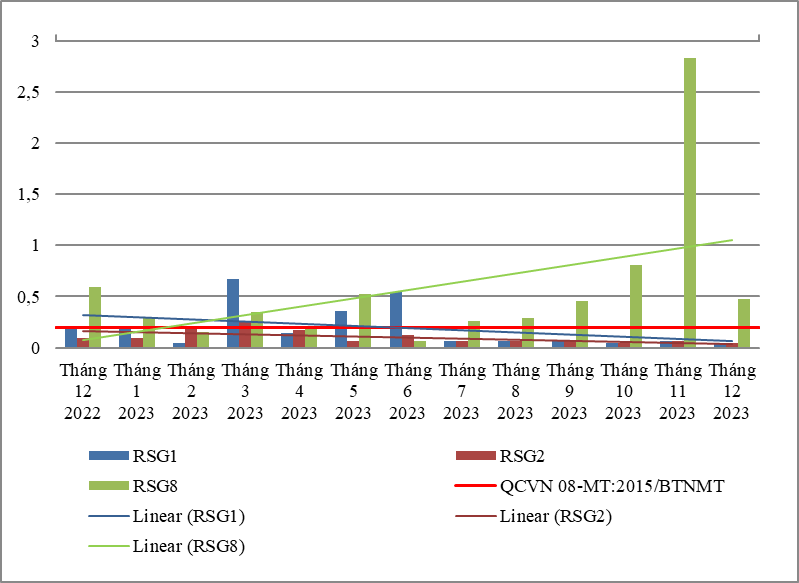 3
2,5
2
1,5
1
0,5
0
Tháng 12 2022
Tháng 1 2023
Tháng 2 2023
Tháng 3 2023
Tháng 4 2023
Tháng 5 2023
Tháng 6 2023
Tháng 7 2023
Tháng 8 2023
Tháng 9 2023
Tháng 10 2023
Tháng 11 2023
Tháng 12 2023
RSG1
RSG2
RSG8
QCVN 08-MT:2015/BTNMT
Linear (RSG1)
Linear (RSG2)
Linear (RSG8)